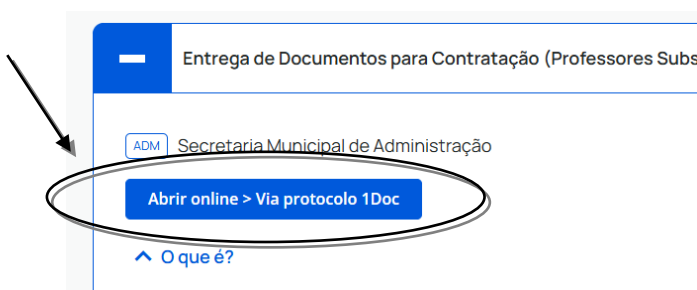 Entrega de Documentos para Contratação (Professores Subs
ADM Secretaria Municipal de Administração
Abrir online > Via protocolo 1Doc
O que é?